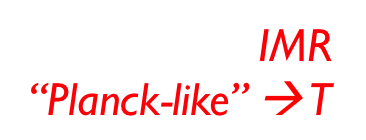 IMR
“Planck-like” → T